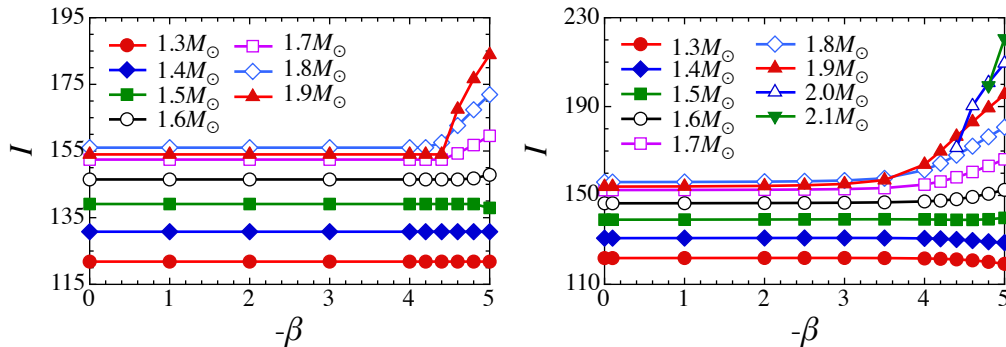 195
175
155
135
115
I
1.3M⊙
1.4M⊙
1.5M⊙
1.6M⊙
1.7M⊙
1.8M⊙
1.9M⊙
0 1 2 3 4 5
-β
230
190
150
110
I
1.3M⊙
1.4M⊙
1.5M⊙
1.6M⊙
1.7M⊙
1.8M⊙
1.9M⊙
2.0M⊙
2.1M⊙
0 1 2 3 4 5
-β